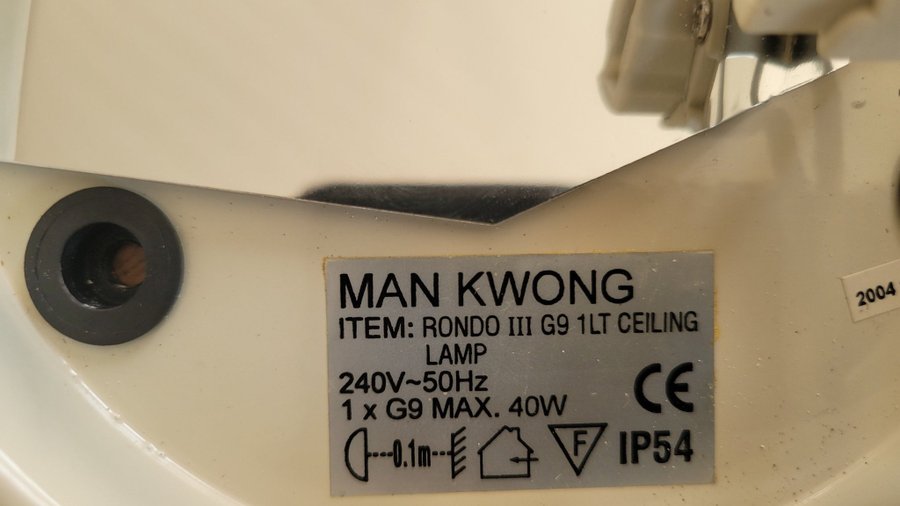 MAN KWONG
ITEM: RONDO III G9 1LT CEILING
LAMP
240V~50Hz
1 x G9 MAX. 40W
CE
0.1m
F
IP54
2004